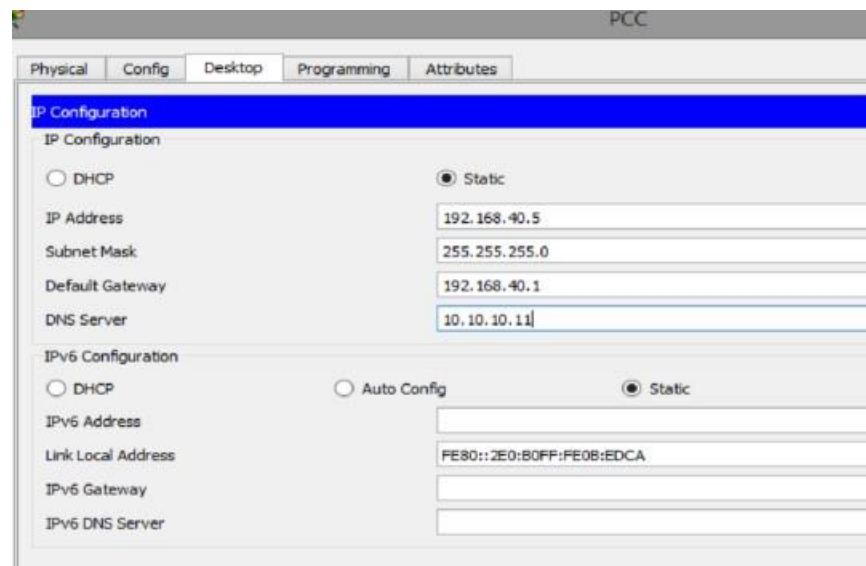 PCC
Physical Config Desktop Programming Attributes
IP Configuration
IP Configuration
DHCP Static
IP Address 192.168.40.5
Subnet Mask 255.255.255.0
Default Gateway 192.168.40.1
DNS Server 10.10.10.11
IPv6 Configuration
DHCP Auto Config Static
IPv6 Address
Link Local Address FE80::2E0:B0FF:FE0B:EDCA
IPv6 Gateway
IPv6 DNS Server